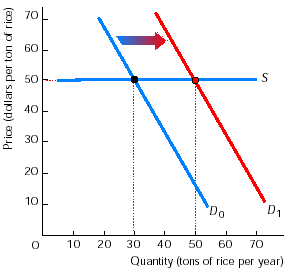 Price (dollars per ton of rice)
70
60
50
40
30
20
10
O
S
D0
D1
10 20 30 40 50 60 70
Quantity (tons of rice per year)